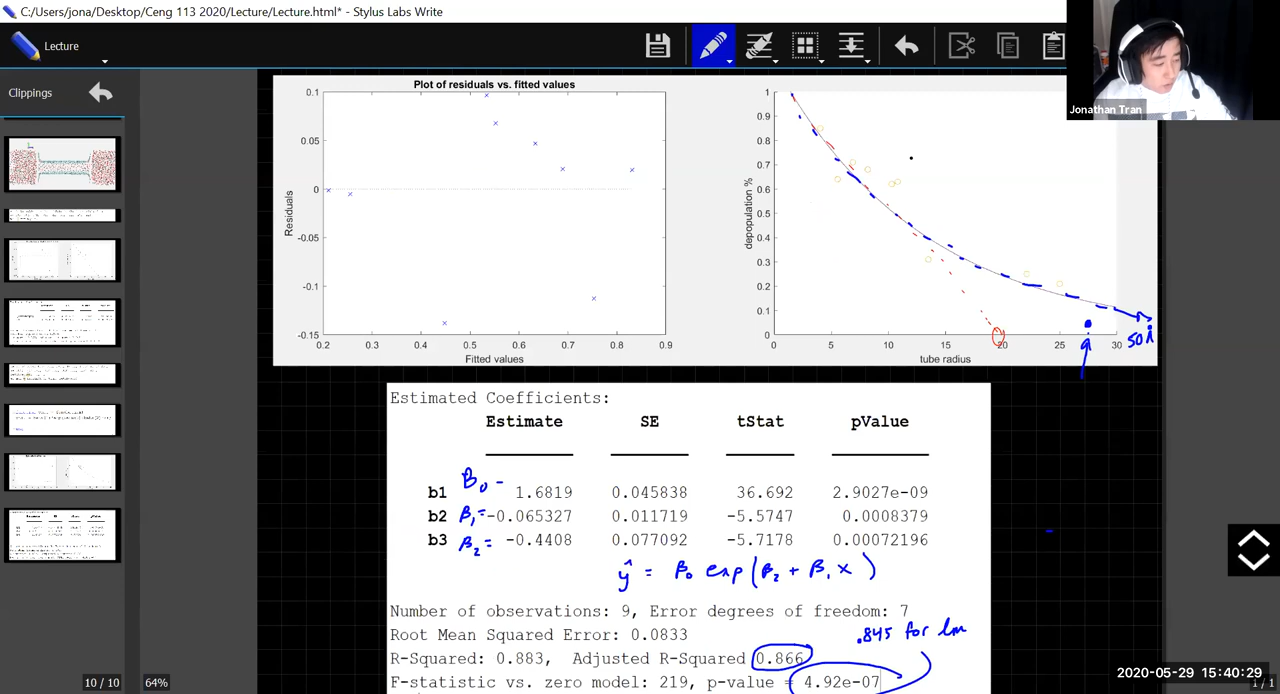 C:/Users/jona/Desktop/Ceng 113 2020/Lecture/Lecture.html* - Stylus Labs Write
Lecture
Clippings
Jonathan Tran
Plot of residuals vs. fitted values
0.1
0.05
0
-0.05
-0.1
-0.15
Residuals
0.2 0.3 0.4 0.5 0.6 0.7 0.8 0.9
Fitted values
1
0.9
0.8
0.7
0.6
0.5
0.4
0.3
0.2
0.1
0
depopulation %
0 5 10 15 20 25 30
tube radius
50 Å
Estimated Coefficients:
Estimate SE tStat pValue
b1 β₀ = 1.6819 0.045838 36.692 2.9027e-09
b2 β₁ = -0.065327 0.011719 -5.5747 0.0008379
b3 β₂ = -0.4408 0.077092 -5.7178 0.00072196
ŷ = β₀ exp(β₂ + β₁ x)
Number of observations: 9, Error degrees of freedom: 7
.845 for lm
Root Mean Squared Error: 0.0833
R-Squared: 0.883, Adjusted R-Squared 0.866
F-statistic vs. zero model: 219, p-value = 4.92e-07
10 / 10 64%
2020-05-29 15:40:29
1 / 1